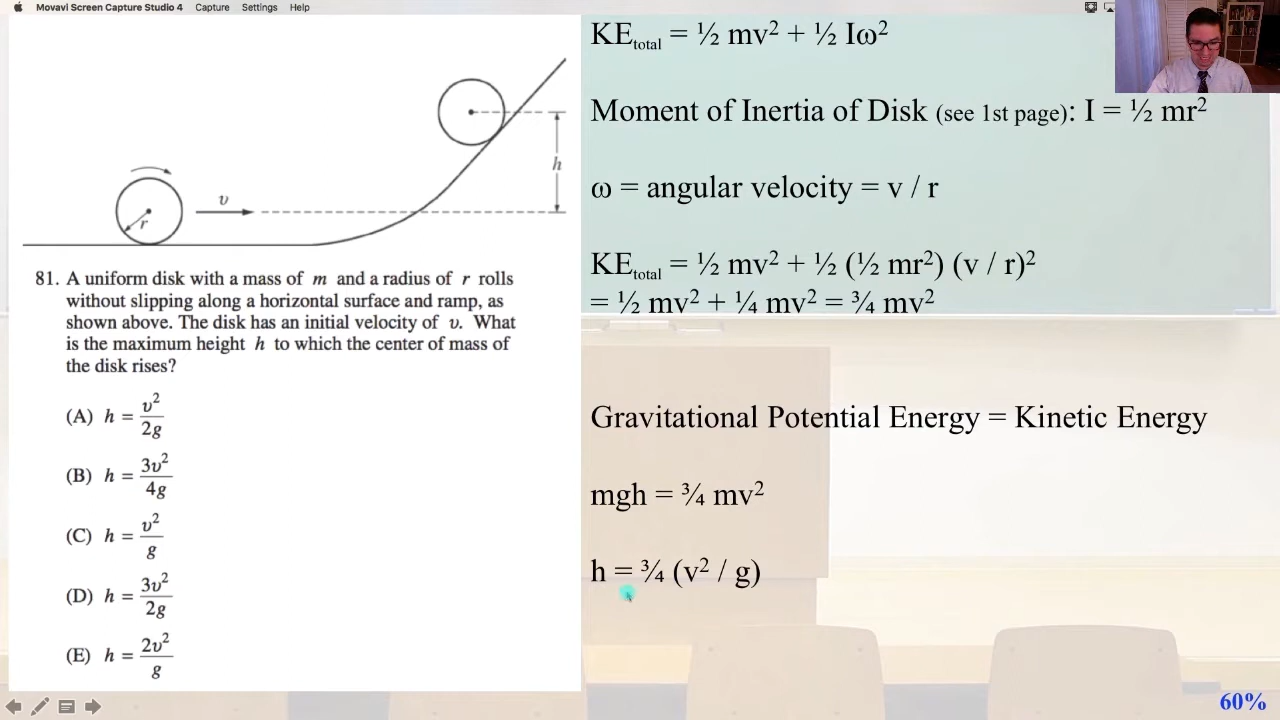 Movavi Screen Capture Studio 4 Capture Settings Help
h
υ
r
81. A uniform disk with a mass of m and a radius of r rolls
without slipping along a horizontal surface and ramp, as
shown above. The disk has an initial velocity of υ. What
is the maximum height h to which the center of mass of
the disk rises?
(A) h = υ²/2g
(B) h = 3υ²/4g
(C) h = υ²/g
(D) h = 3υ²/2g
(E) h = 2υ²/g
KEtotal = ½ mv² + ½ Iω²
Moment of Inertia of Disk (see 1st page): I = ½ mr²
ω = angular velocity = v / r
KEtotal = ½ mv² + ½ (½ mr²) (v / r)²
= ½ mv² + ¼ mv² = ¾ mv²
Gravitational Potential Energy = Kinetic Energy
mgh = ¾ mv²
h = ¾ (v² / g)
60%